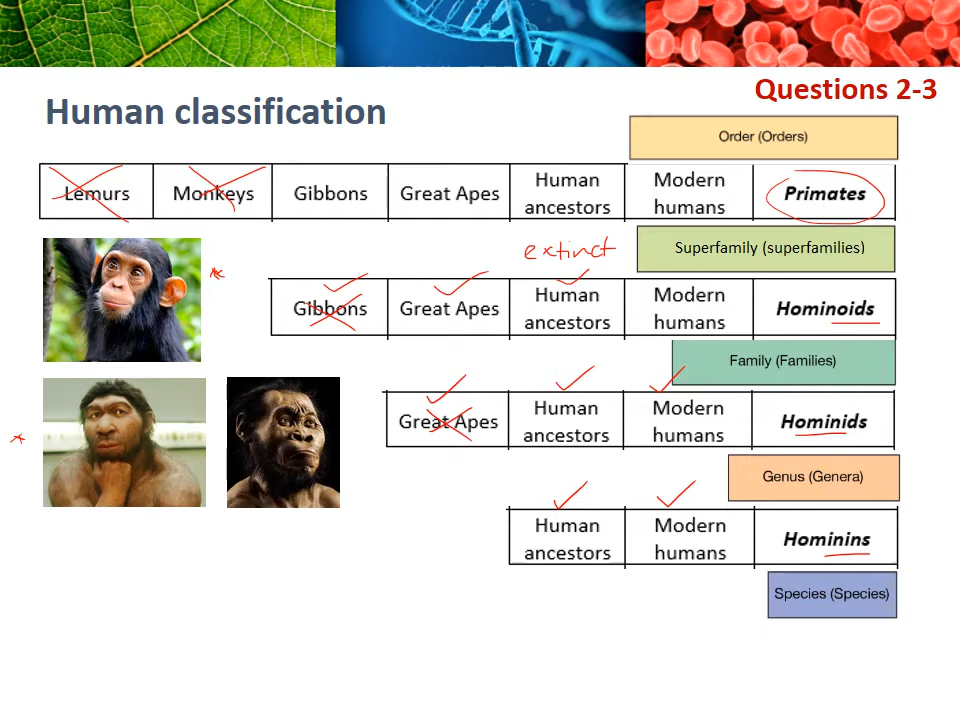 Questions 2-3
Human classification
Order (Orders)
Lemurs Monkeys Gibbons Great Apes Human ancestors Modern humans Primates
extinct
Superfamily (superfamilies)
Gibbons Great Apes Human ancestors Modern humans Hominoids
Family (Families)
Great Apes Human ancestors Modern humans Hominids
Genus (Genera)
Human ancestors Modern humans Hominins
Species (Species)